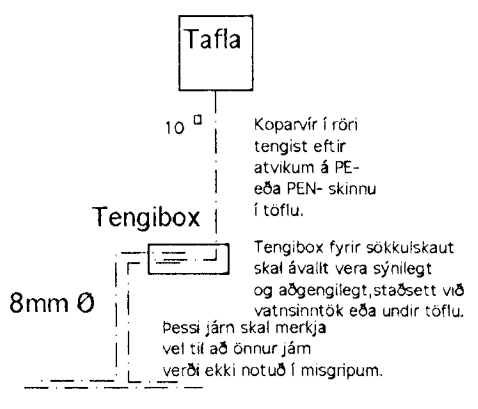 Tafla
10 □
Koparvír í röri
tengist eftir
atvikum á PE-
eða PEN- skinnu
í töflu.
Tengibox
Tengibox fyrir sökkulskaut
skal ávallt vera sýnilegt
og aðgengilegt,staðsett við
vatnsinntök eða undir töflu.
8mm Ø
Þessi járn skal merkja
vel til að önnur járn
verði ekki notuð í misgripum.